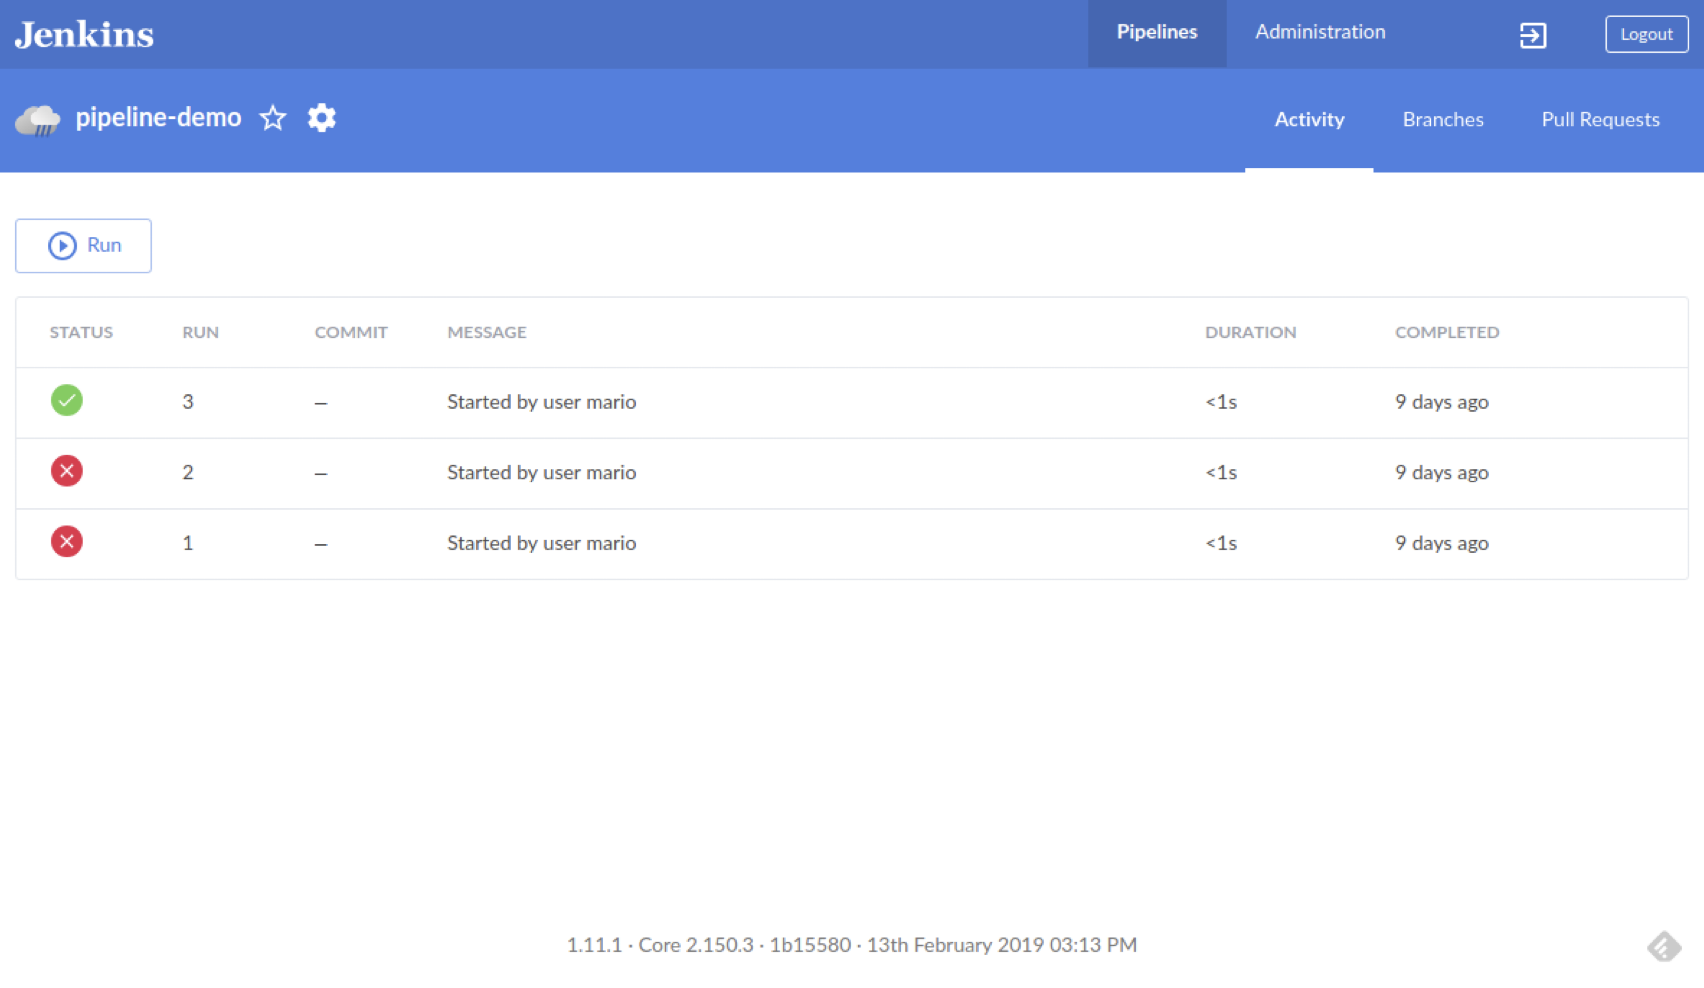 Jenkins Pipelines Administration Logout
pipeline-demo Activity Branches Pull Requests
Run
STATUS RUN COMMIT MESSAGE DURATION COMPLETED
3 – Started by user mario <1s 9 days ago
2 – Started by user mario <1s 9 days ago
1 – Started by user mario <1s 9 days ago
1.11.1 · Core 2.150.3 · 1b15580 · 13th February 2019 03:13 PM